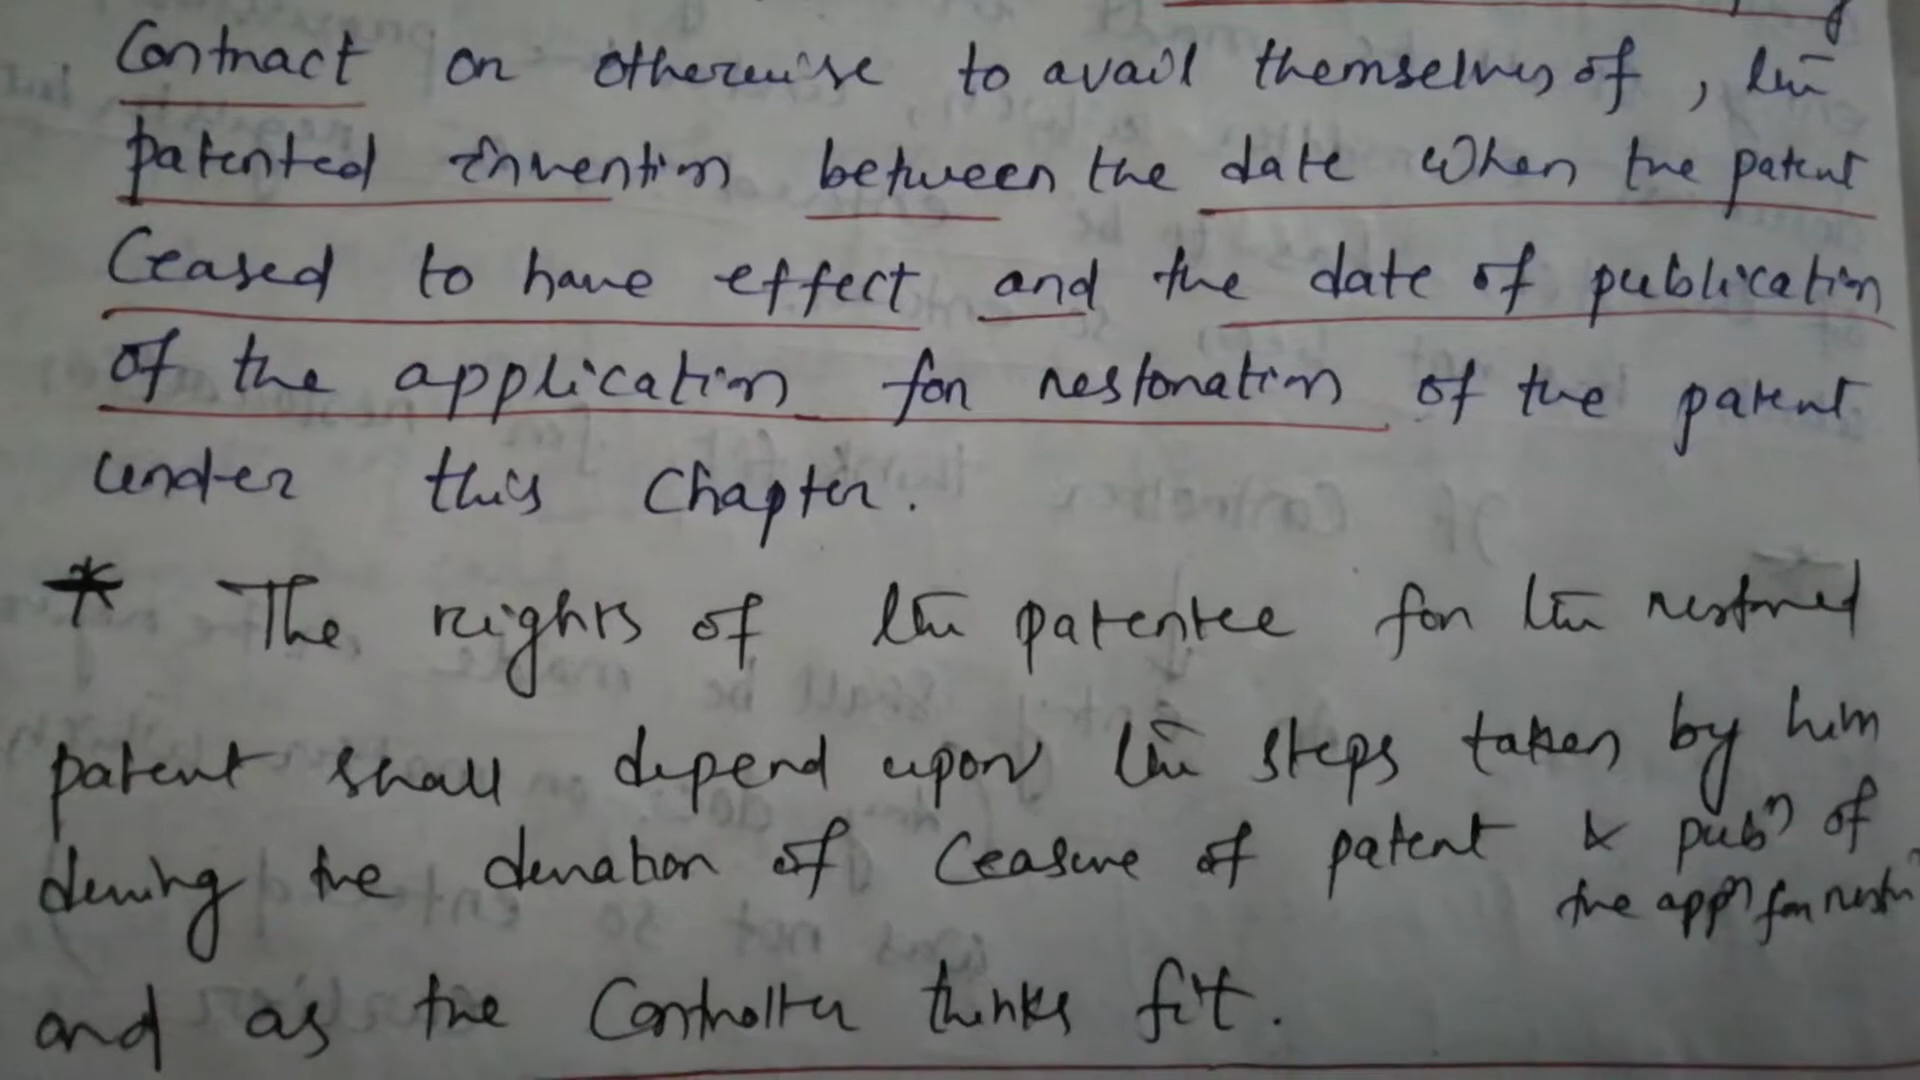 Contract or otherwise to avail themselves of, the
patented invention between the date when the patent
Ceased to have effect and the date of publication
of the application for restoration of the patent
under this Chapter.
* The rights of the patentee for the restored
patent shall depend upon the steps taken by him
during the duration of Ceasure of patent & pubn of
the appn for restn
and as the Controller thinks fit.